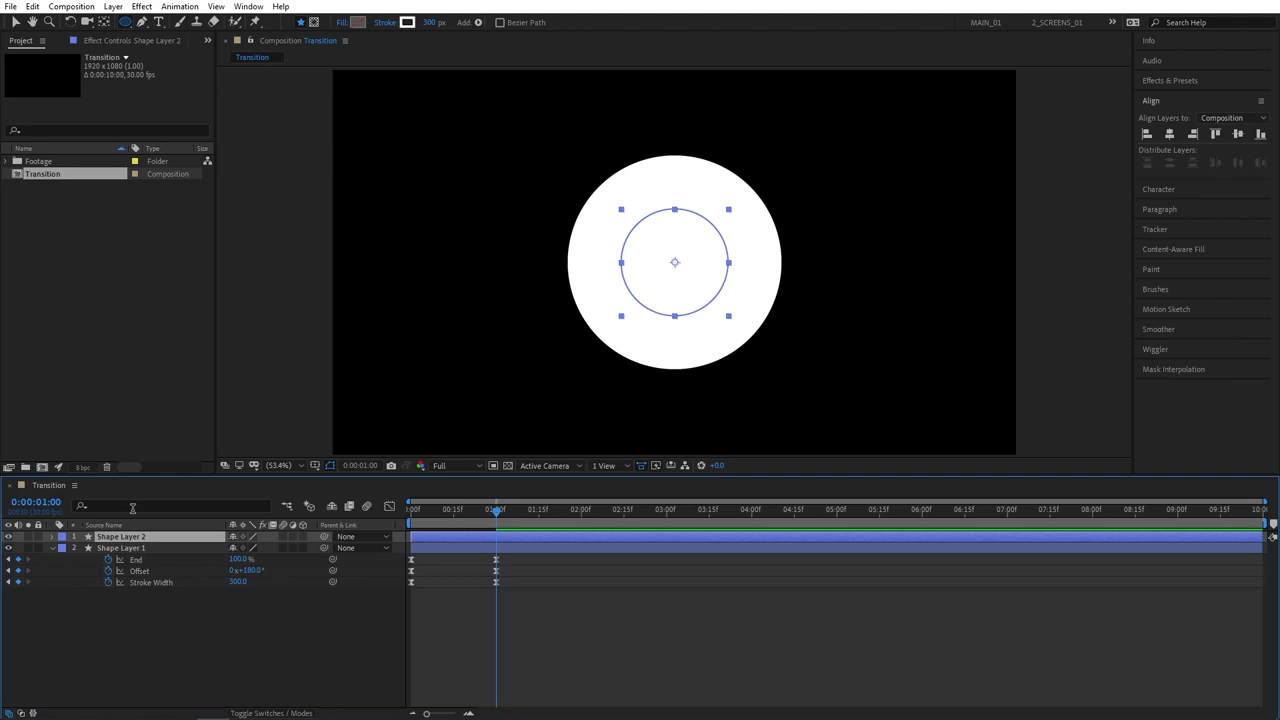 File Edit Composition Layer Effect Animation View Window Help
Fill: Stroke: 300 px Add: Bezier Path MAIN_01 2_SCREENS_01 Search Help
Project Effect Controls Shape Layer 2 Composition Transition Info
Transition
Transition
1920 x 1080 (1.00)
Δ 0:00:10:00, 30.00 fps
Audio
Effects & Presets
Align
Align Layers to: Composition
Distribute Layers:
Name Type Size
Footage Folder
Transition Composition
Character
Paragraph
Tracker
Content-Aware Fill
Paint
Brushes
Motion Sketch
Smoother
Wiggler
Mask Interpolation
8 bpc (53.4%) 0:00:01:00 Full Active Camera 1 View +0.0
Transition
0:00:01:00
:00f 00:15f 01:00f 01:15f 02:00f 02:15f 03:00f 03:15f 04:00f 04:15f 05:00f 05:15f 06:00f 06:15f 07:00f 07:15f 08:00f 08:15f 09:00f 09:15f 10:00
# Source Name Parent & Link
1 Shape Layer 2 None
2 Shape Layer 1 None
End 100.0 %
Offset 0 x+180.0°
Stroke Width 300.0
Toggle Switches / Modes